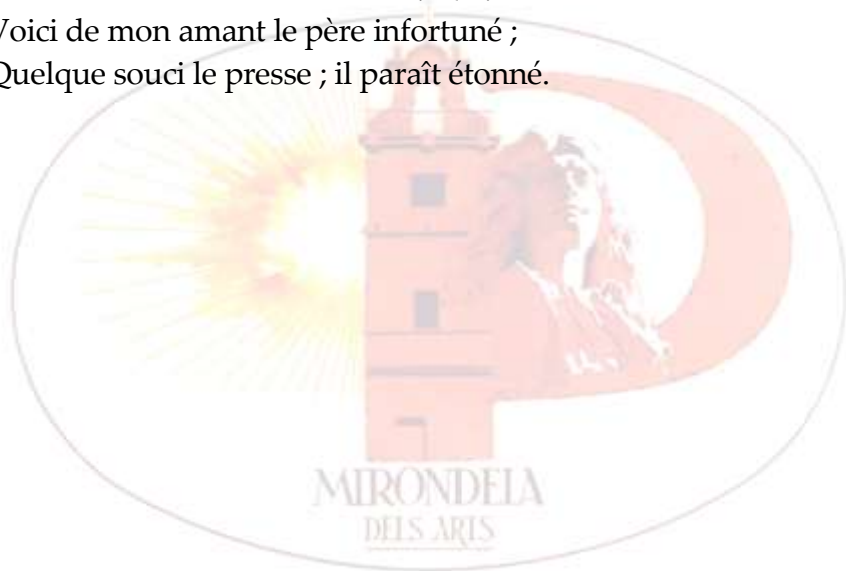 Voici de mon amant le père infortuné ;
Quelque souci le presse ; il paraît étonné.
MIRONDELA
DELS ARTS